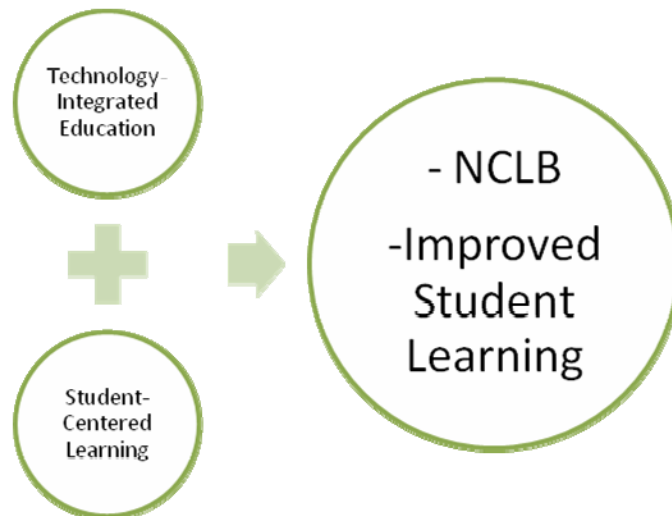 Technology-
Integrated
Education
Student-
Centered
Learning
- NCLB
-Improved
Student
Learning